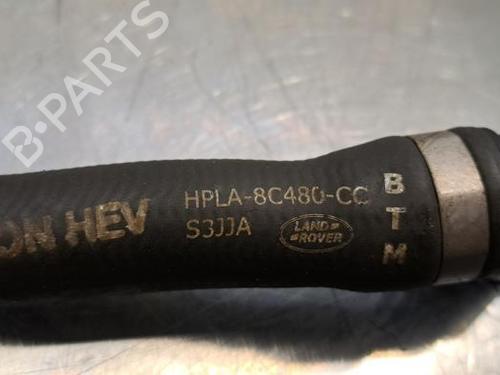 B-PARTS
ON HEV
HPLA-8C480-CC
S3JJA
LAND
ROVER
B
T
M